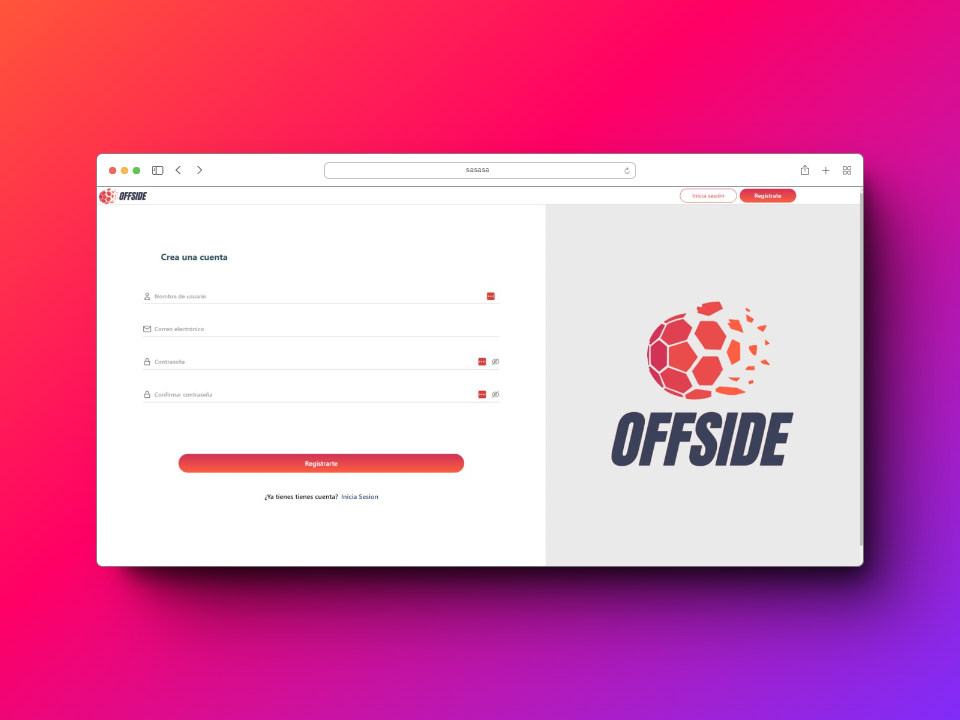 sasasa
OFFSIDE
Inicia sesión
Regístrate
Crea una cuenta
Nombre de usuario
Correo electrónico
Contraseña
Confirmar contraseña
Registrarte
¿Ya tienes tienes cuenta? Inicia Sesion
OFFSIDE